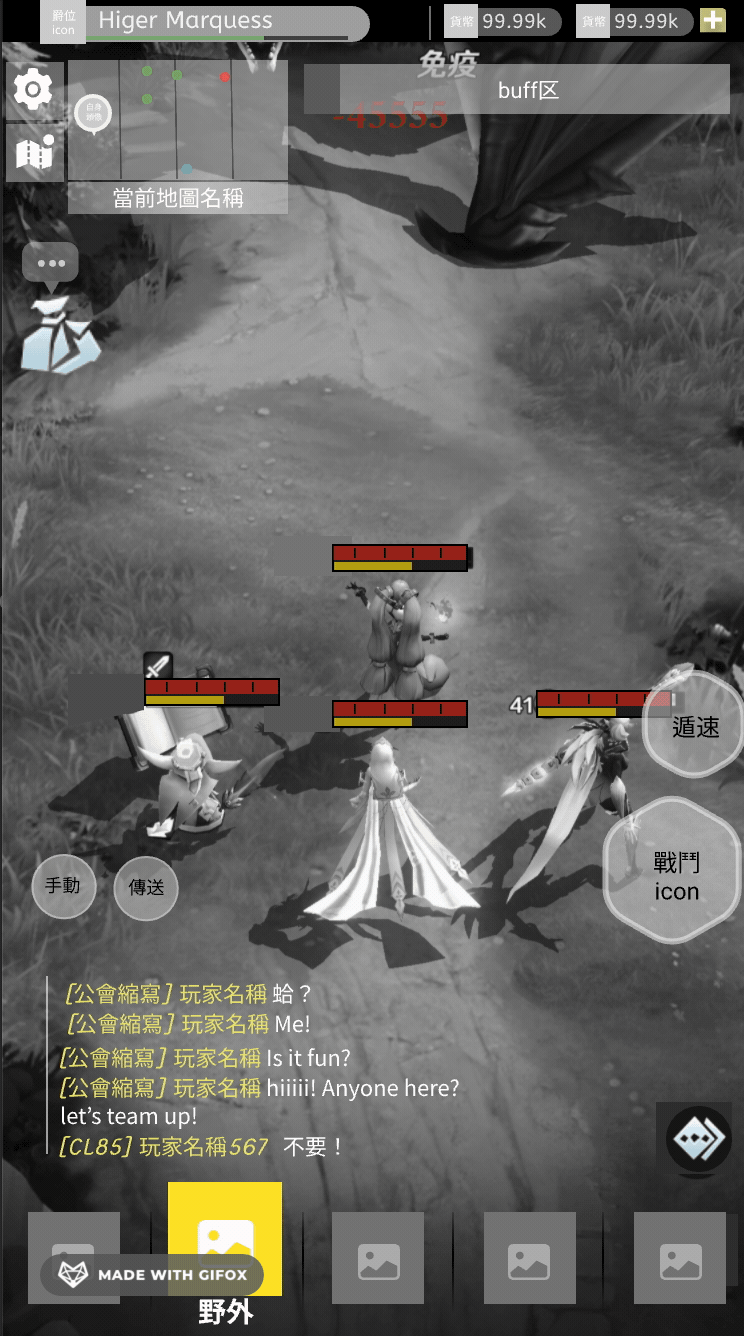 爵位
icon
Higer Marquess
貨幣 99.99k
貨幣 99.99k
免疫
buff区
-45555
自身
頭像
當前地圖名稱
41
遁速
戰鬥
icon
手動
傳送
[公會縮寫] 玩家名稱 蛤？
[公會縮寫] 玩家名稱 Me!
[公會縮寫] 玩家名稱 Is it fun?
[公會縮寫] 玩家名稱 hiiiii! Anyone here?
let’s team up!
[CL85] 玩家名稱567 不要！
MADE WITH GIFOX
野外